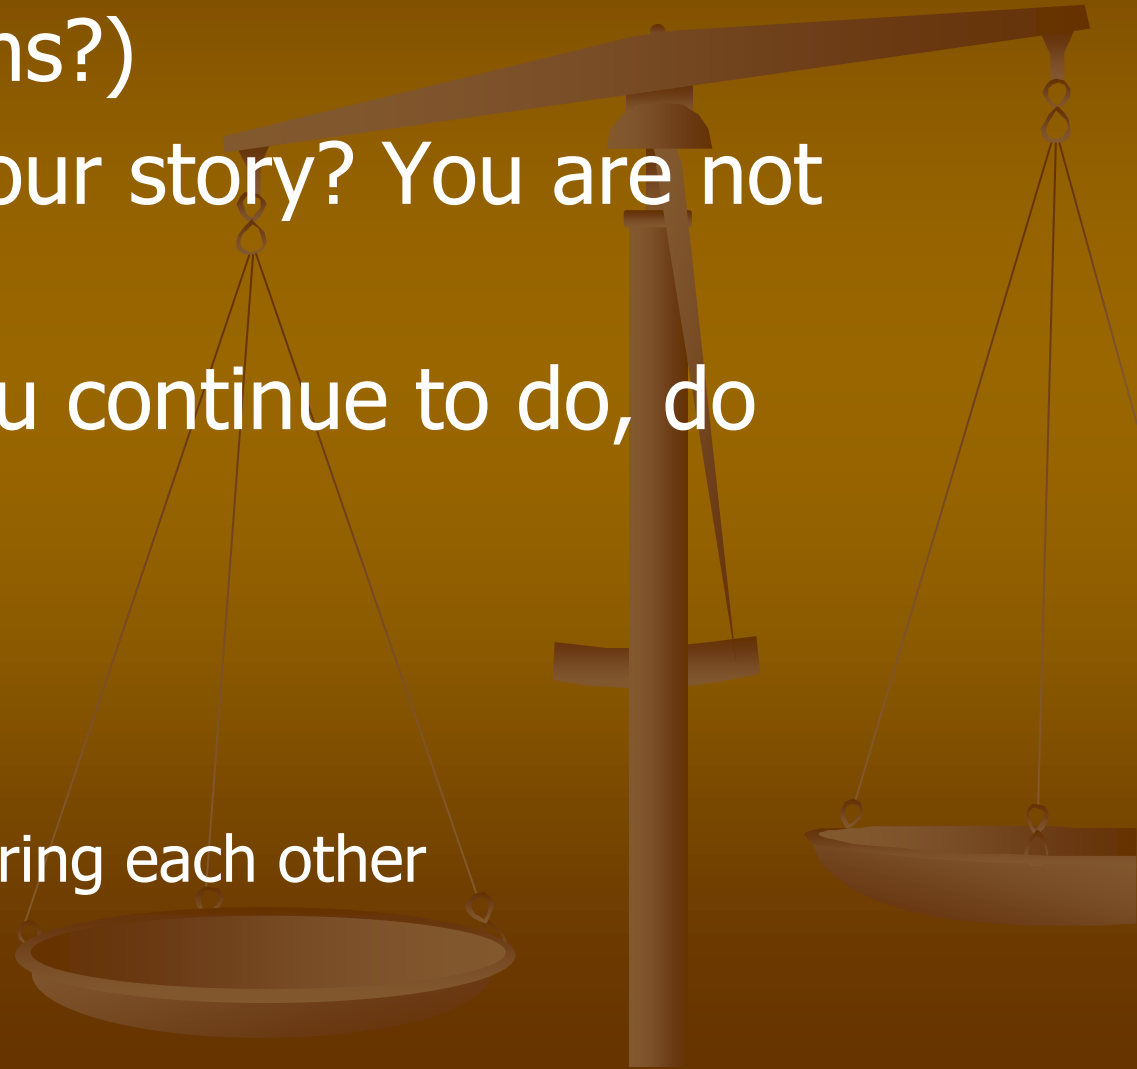 ns?)
our story? You are not
u continue to do, do
ring each other